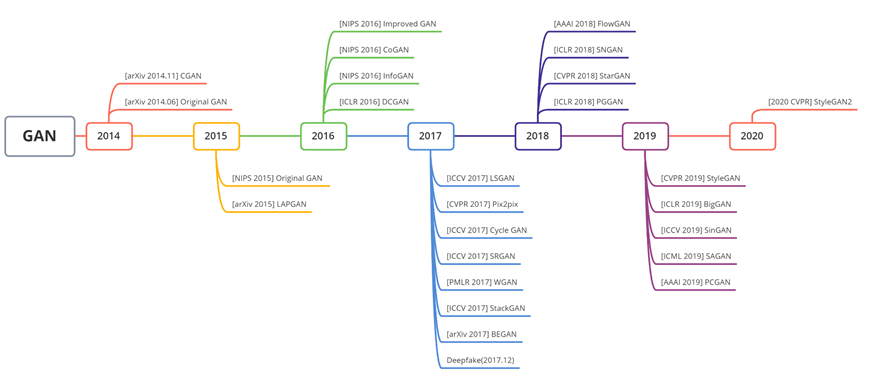 GAN
2014
[arXiv 2014.11] CGAN
[arXiv 2014.06] Original GAN
2015
[NIPS 2015] Original GAN
[arXiv 2015] LAPGAN
2016
[NIPS 2016] Improved GAN
[NIPS 2016] CoGAN
[NIPS 2016] InfoGAN
[ICLR 2016] DCGAN
2017
[ICCV 2017] LSGAN
[CVPR 2017] Pix2pix
[ICCV 2017] Cycle GAN
[ICCV 2017] SRGAN
[PMLR 2017] WGAN
[ICCV 2017] StackGAN
[arXiv 2017] BEGAN
Deepfake(2017.12)
2018
[AAAI 2018] FlowGAN
[ICLR 2018] SNGAN
[CVPR 2018] StarGAN
[ICLR 2018] PGGAN
2019
[CVPR 2019] StyleGAN
[ICLR 2019] BigGAN
[ICCV 2019] SinGAN
[ICML 2019] SAGAN
[AAAI 2019] PCGAN
2020
[2020 CVPR] StyleGAN2